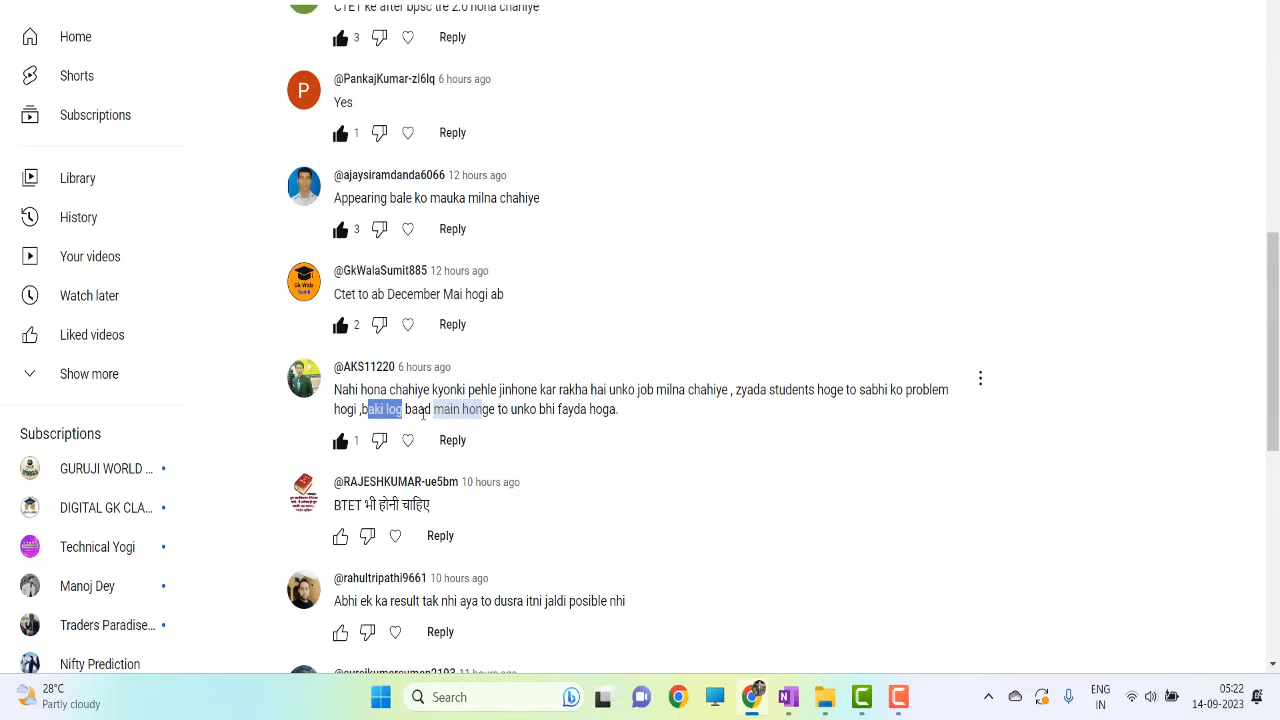 CTET ke after bpsc tre 2.0 hona chahiye
Home
3
Reply
Shorts
@PankajKumar-zl6lq 6 hours ago
Yes
Subscriptions
1
Reply
Library
@ajaysiramdanda6066 12 hours ago
Appearing bale ko mauka milna chahiye
History
3
Reply
Your videos
@GkWalaSumit885 12 hours ago
Gk Wala
Sumit
Ctet to ab December Mai hogi ab
Watch later
2
Reply
Liked videos
Show more
@AKS11220 6 hours ago
Nahi hona chahiye kyonki pehle jinhone kar rakha hai unko job milna chahiye , zyada students hoge to sabhi ko problem
hogi ,baki log baad main honge to unko bhi fayda hoga.
1
Reply
Subscriptions
GURUJI WORLD ...
@RAJESHKUMAR-ue5bm 10 hours ago
BTET भी होनी चाहिए
DIGITAL GK CLA...
Reply
Technical Yogi
@rahultripathi9661 10 hours ago
Abhi ek ka result tak nhi aya to dusra itni jaldi posible nhi
Manoj Dey
Traders Paradise...
Reply
Nifty Prediction
11 hours ago
28°C
Partly cloudy
Search
ENG
IN
05:22
14-09-2023